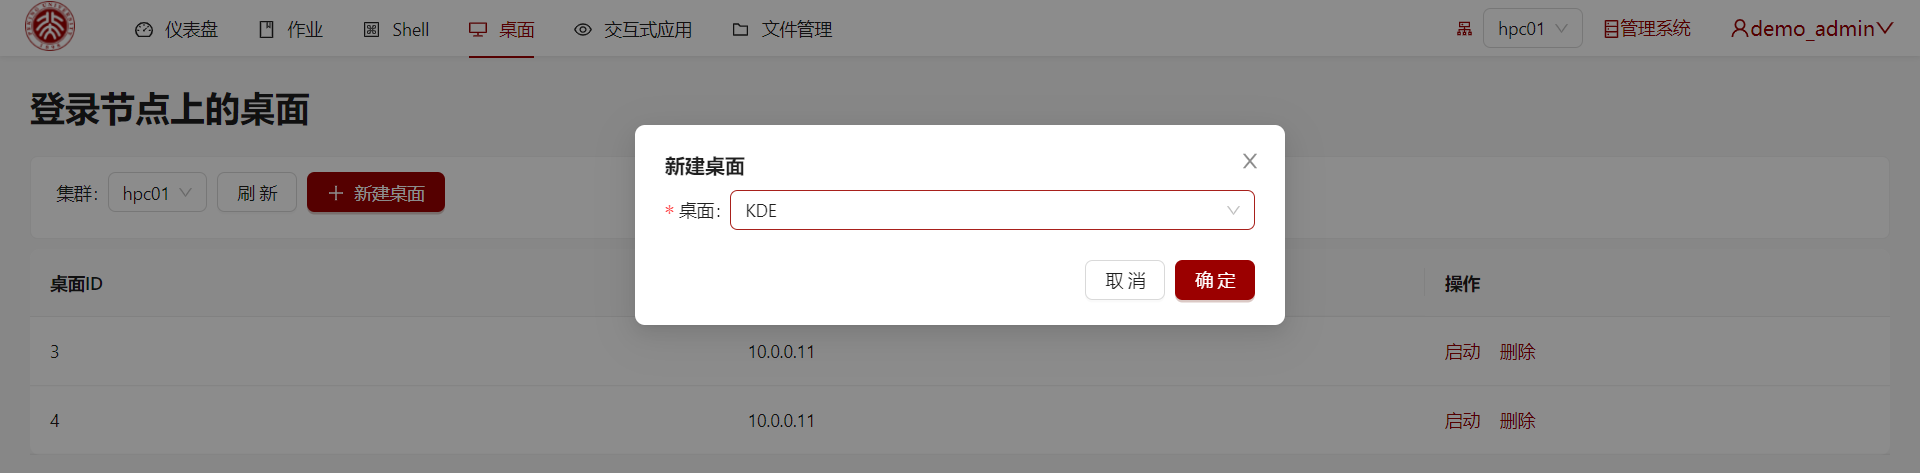 仪表盘 作业 Shell 桌面 交互式应用 文件管理 hpc01 管理系统 demo_admin
登录节点上的桌面
集群: hpc01 刷新 + 新建桌面
新建桌面
* 桌面: KDE
取消 确定
桌面ID 操作
3 10.0.0.11 启动 删除
4 10.0.0.11 启动 删除